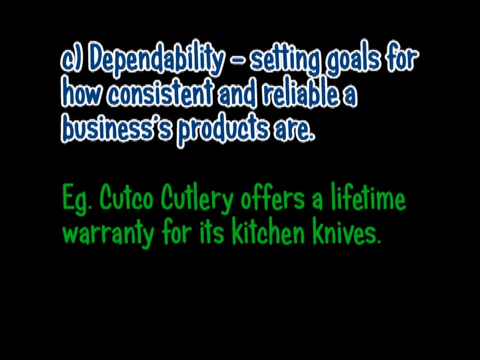 c) Dependability – setting goals for
how consistent and reliable a
business's products are.
Eg. Cutco Cutlery offers a lifetime
warranty for its kitchen knives.